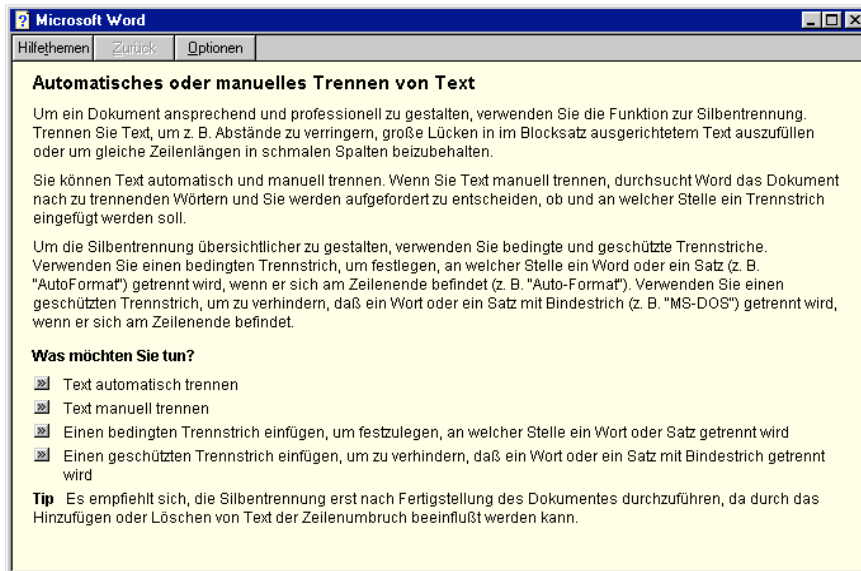 Microsoft Word
Hilfethemen Zurück Optionen
Automatisches oder manuelles Trennen von Text
Um ein Dokument ansprechend und professionell zu gestalten, verwenden Sie die Funktion zur Silbentrennung.
Trennen Sie Text, um z. B. Abstände zu verringern, große Lücken in im Blocksatz ausgerichtetem Text auszufüllen
oder um gleiche Zeilenlängen in schmalen Spalten beizubehalten.
Sie können Text automatisch und manuell trennen. Wenn Sie Text manuell trennen, durchsucht Word das Dokument
nach zu trennenden Wörtern und Sie werden aufgefordert zu entscheiden, ob und an welcher Stelle ein Trennstrich
eingefügt werden soll.
Um die Silbentrennung übersichtlicher zu gestalten, verwenden Sie bedingte und geschützte Trennstriche.
Verwenden Sie einen bedingten Trennstrich, um festlegen, an welcher Stelle ein Word oder ein Satz (z. B.
"AutoFormat") getrennt wird, wenn er sich am Zeilenende befindet (z. B. "Auto-Format"). Verwenden Sie einen
geschützten Trennstrich, um zu verhindern, daß ein Wort oder ein Satz mit Bindestrich (z. B. "MS-DOS") getrennt wird,
wenn er sich am Zeilenende befindet.
Was möchten Sie tun?
Text automatisch trennen
Text manuell trennen
Einen bedingten Trennstrich einfügen, um festzulegen, an welcher Stelle ein Wort oder Satz getrennt wird
Einen geschützten Trennstrich einfügen, um zu verhindern, daß ein Wort oder ein Satz mit Bindestrich getrennt
wird
Tip Es empfiehlt sich, die Silbentrennung erst nach Fertigstellung des Dokumentes durchzuführen, da durch das
Hinzufügen oder Löschen von Text der Zeilenumbruch beeinflußt werden kann.